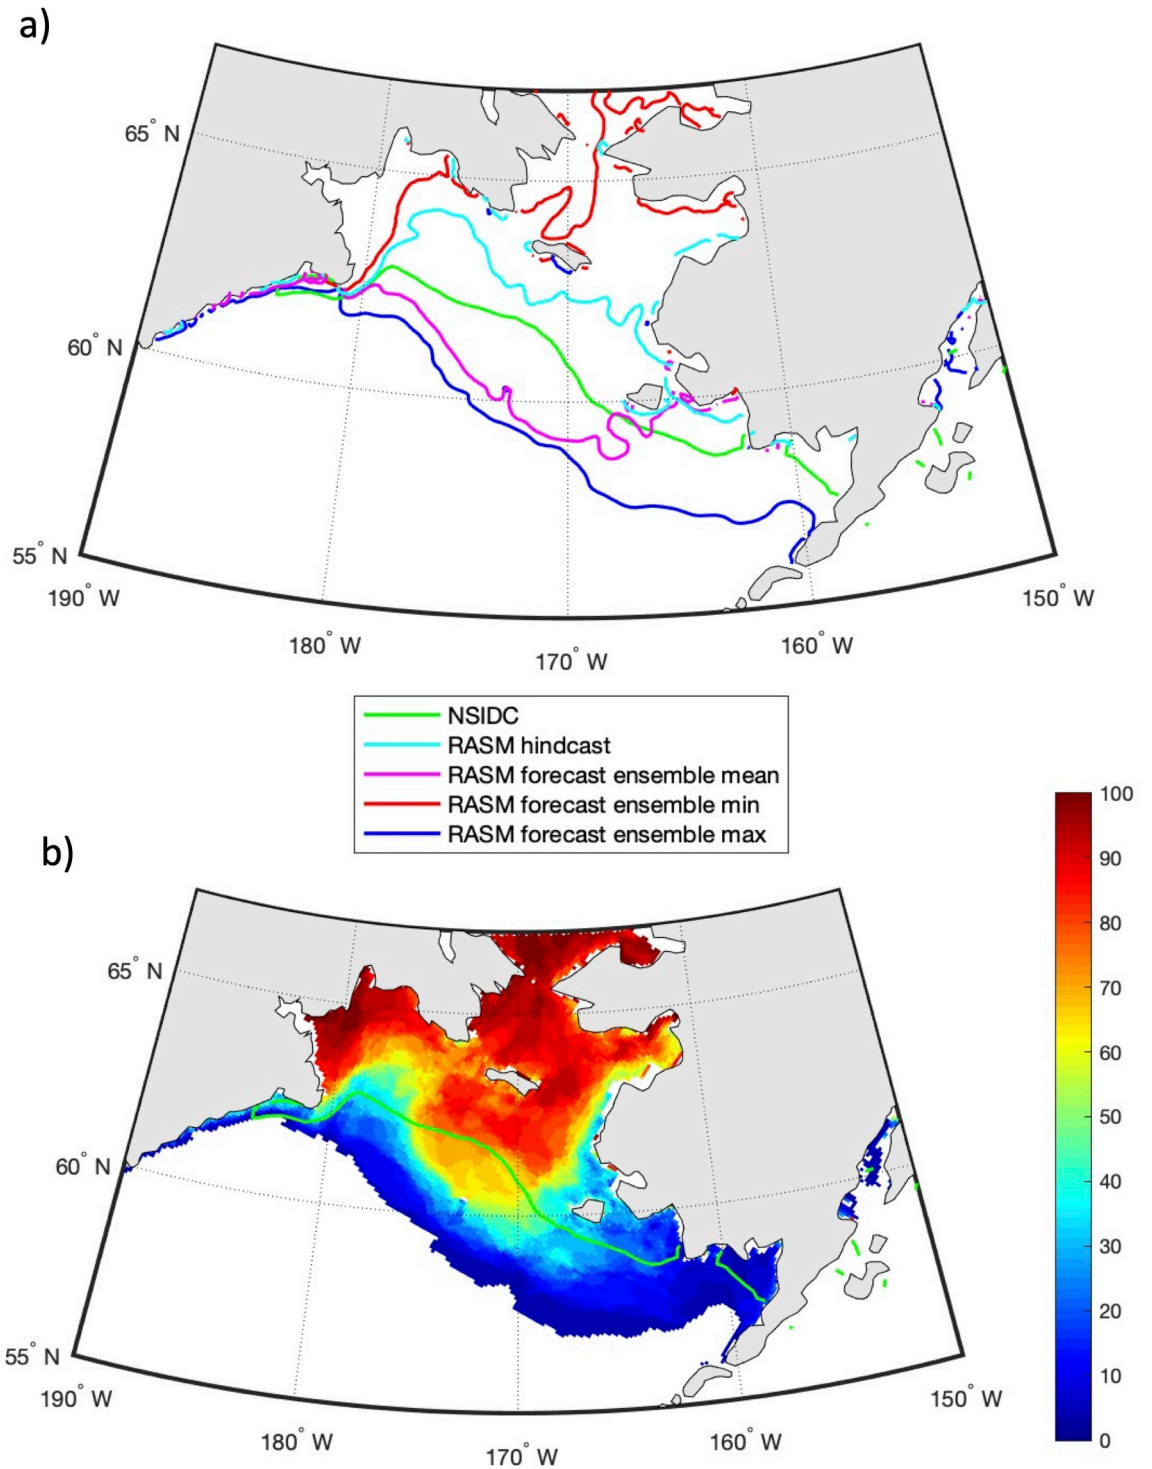 a)
65° N
60° N
55° N
190° W
180° W
170° W
160° W
150° W
NSIDC
RASM hindcast
RASM forecast ensemble mean
RASM forecast ensemble min
RASM forecast ensemble max
b)
65° N
60° N
55° N
190° W
180° W
170° W
160° W
150° W
100
90
80
70
60
50
40
30
20
10
0